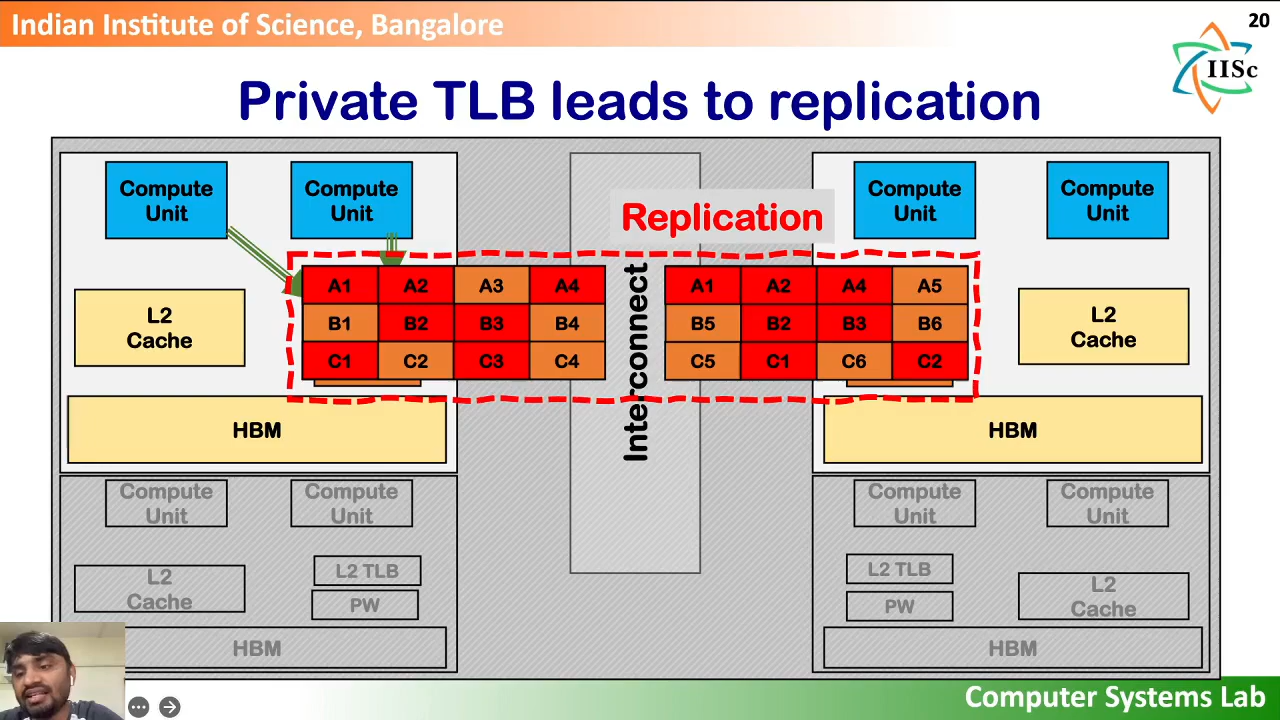 Indian Institute of Science, Bangalore
20
IISc
Private TLB leads to replication
Compute
Unit
Compute
Unit
Replication
Compute
Unit
Compute
Unit
A1 A2 A3 A4
B1 B2 B3 B4
C1 C2 C3 C4
Interconnect
A1 A2 A4 A5
B5 B2 B3 B6
C5 C1 C6 C2
L2
Cache
L2
Cache
HBM
HBM
Compute
Unit
Compute
Unit
Compute
Unit
Compute
Unit
L2
Cache
L2 TLB
PW
L2 TLB
PW
L2
Cache
HBM
HBM
Computer Systems Lab